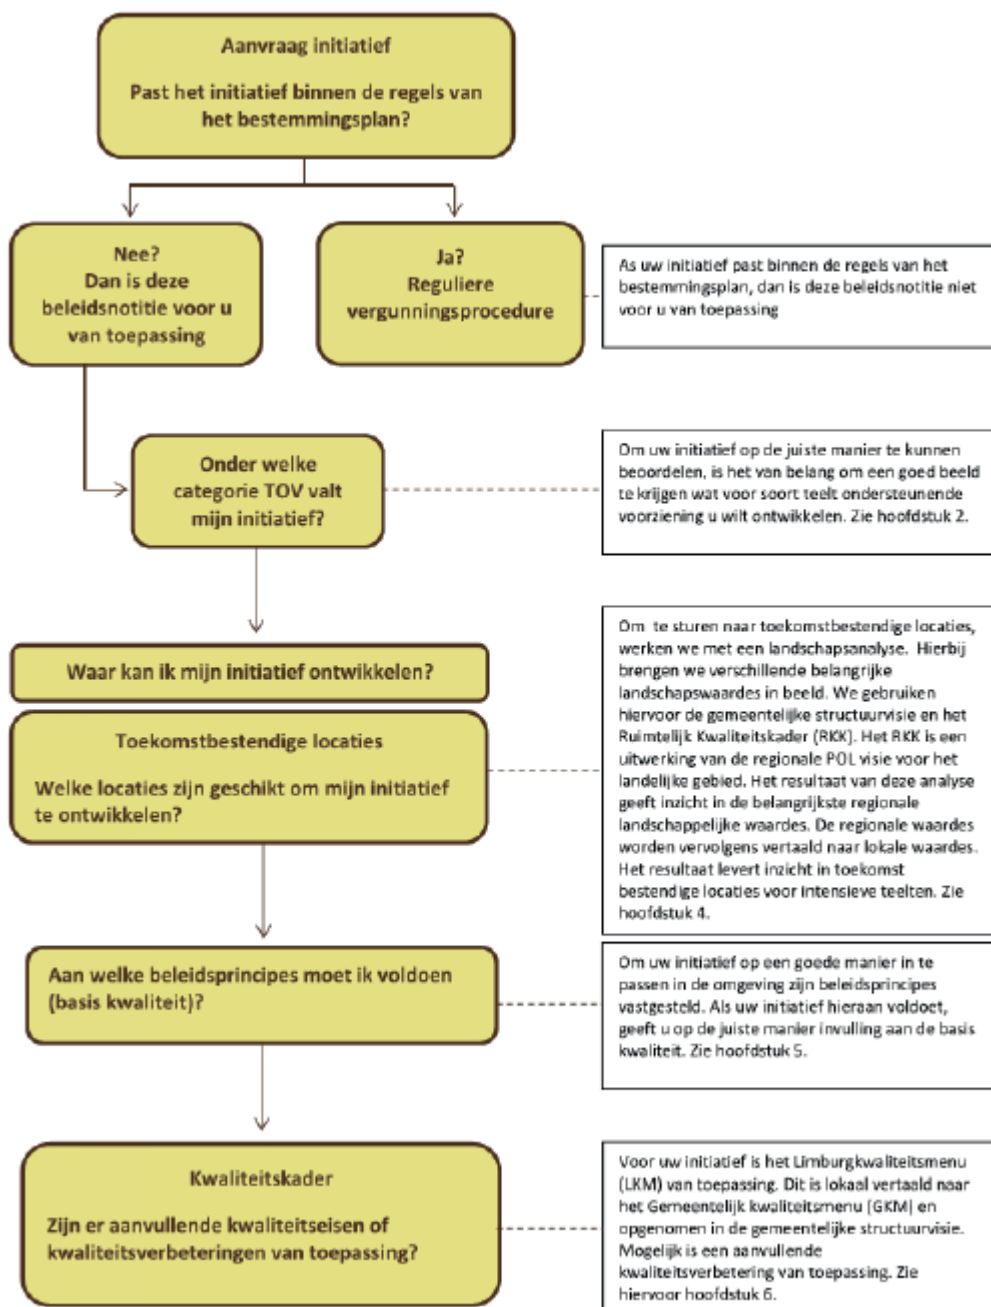 Aanvraag initiatief
Past het initiatief binnen de regels van
het bestemmingsplan?
Nee?
Dan is deze
beleidsnotitie voor u
van toepassing
Ja?
Reguliere
vergunningsprocedure
As uw initiatief past binnen de regels van het
bestemmingsplan, dan is deze beleidsnotitie niet
voor u van toepassing
Onder welke
categorie TOV valt
mijn initiatief?
Om uw initiatief op de juiste manier te kunnen
beoordelen, is het van belang om een goed beeld
te krijgen wat voor soort teelt ondersteunende
voorziening u wilt ontwikkelen. Zie hoofdstuk 2.
Waar kan ik mijn initiatief ontwikkelen?
Toekomstbestendige locaties
Welke locaties zijn geschikt om mijn initiatief
te ontwikkelen?
Om te sturen naar toekomstbestendige locaties,
werken we met een landschapsanalyse. Hierbij
brengen we verschillende belangrijke
landschapswaardes in beeld. We gebruiken
hiervoor de gemeentelijke structuurvisie en het
Ruimtelijk Kwaliteitskader (RKK). Het RKK is een
uitwerking van de regionale POL visie voor het
landelijke gebied. Het resultaat van deze analyse
geeft inzicht in de belangrijkste regionale
landschappelijke waardes. De regionale waardes
worden vervolgens vertaald naar lokale waardes.
Het resultaat levert inzicht in toekomst
bestendige locaties voor intensieve teelten. Zie
hoofdstuk 4.
Aan welke beleidsprincipes moet ik voldoen
(basis kwaliteit)?
Om uw initiatief op een goede manier in te
passen in de omgeving zijn beleidsprincipes
vastgesteld. Als uw initiatief hieraan voldoet,
geeft u op de juiste manier invulling aan de basis
kwaliteit. Zie hoofdstuk 5.
Kwaliteitskader
Zijn er aanvullende kwaliteitseisen of
kwaliteitsverbeteringen van toepassing?
Voor uw initiatief is het Limburgkwaliteitsmenu
(LKM) van toepassing. Dit is lokaal vertaald naar
het Gemeentelijk kwaliteitsmenu (GKM) en
opgenomen in de gemeentelijke structuurvisie.
Mogelijk is een aanvullende
kwaliteitsverbetering van toepassing. Zie
hiervoor hoofdstuk 6.